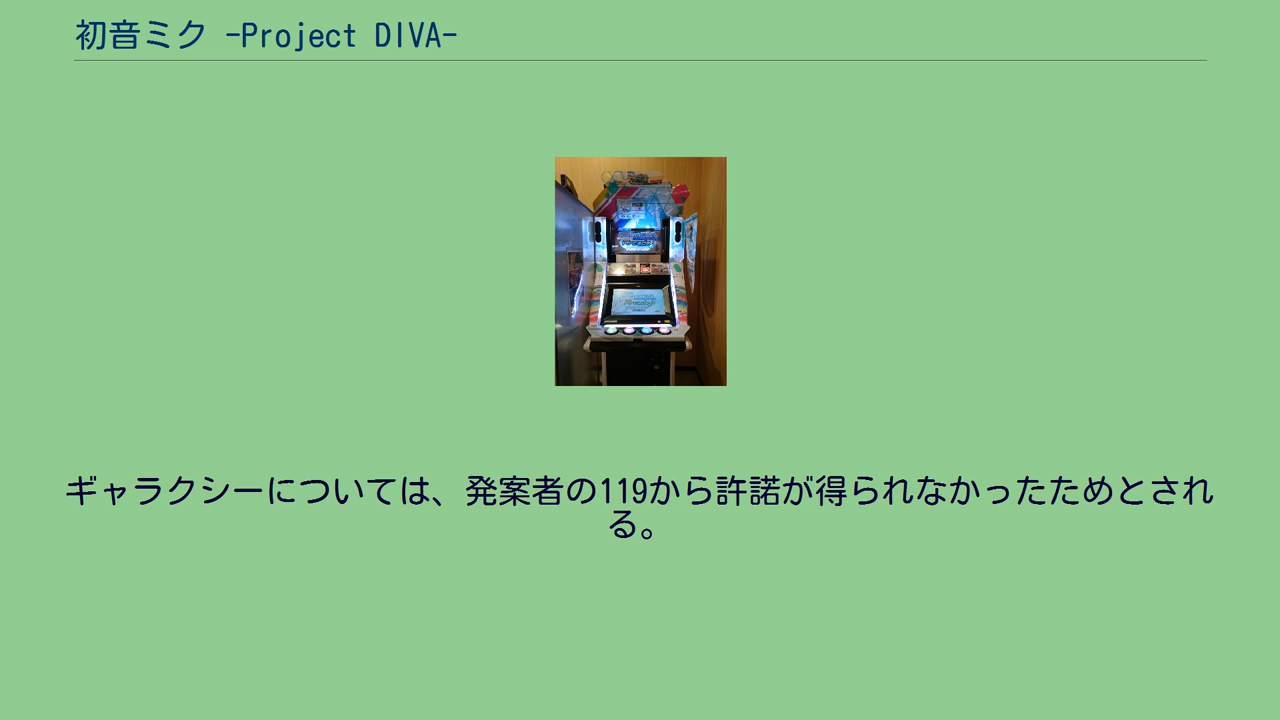 初音ミク -Project DIVA-
ギャラクシーについては、発案者の119から許諾が得られなかったためとされ
る。